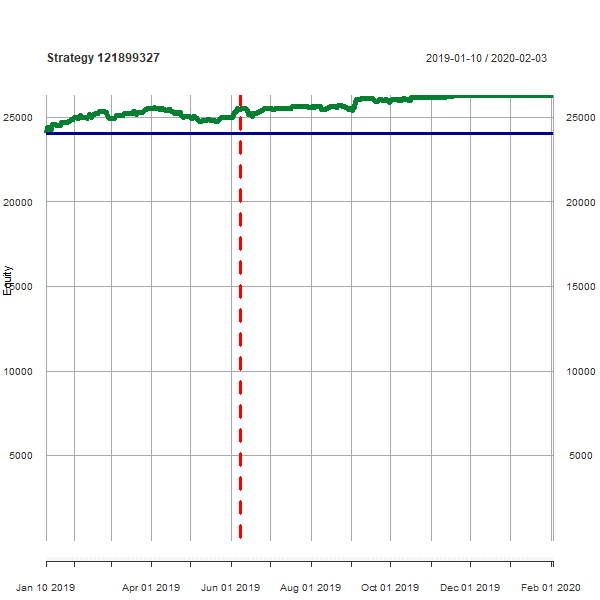 Strategy 121899327
2019-01-10 / 2020-02-03
25000
25000
20000
20000
Equity
15000
15000
10000
10000
5000
5000
Jan 10 2019
Apr 01 2019
Jun 01 2019
Aug 01 2019
Oct 01 2019
Dec 01 2019
Feb 01 2020